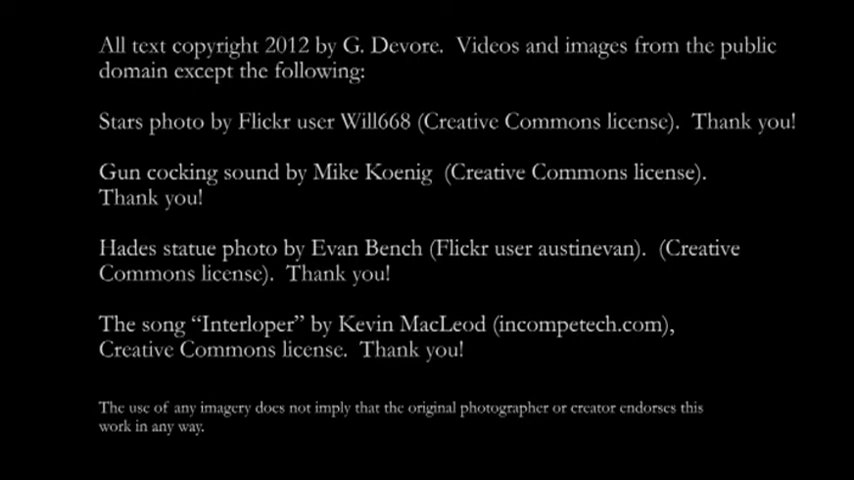 All text copyright 2012 by G. Devore.  Videos and images from the public
domain except the following:
Stars photo by Flickr user Will668 (Creative Commons license).  Thank you!
Gun cocking sound by Mike Koenig  (Creative Commons license).
Thank you!
Hades statue photo by Evan Bench (Flickr user austinevan).  (Creative
Commons license).  Thank you!
The song “Interloper” by Kevin MacLeod (incompetech.com),
Creative Commons license.  Thank you!
The use of any imagery does not imply that the original photographer or creator endorses this
work in any way.